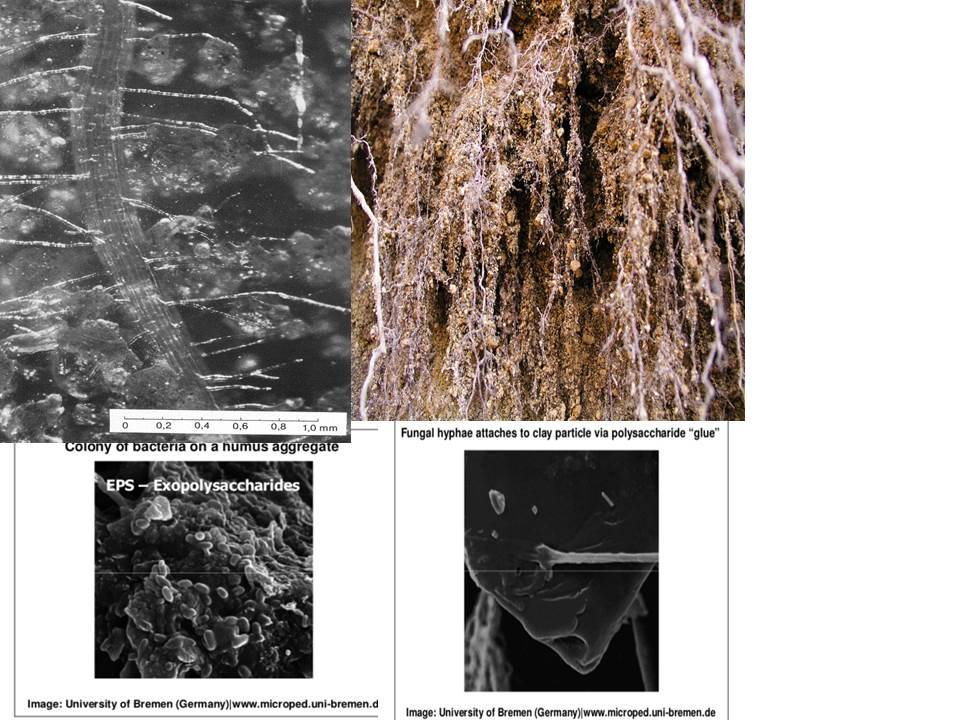 0 0,2 0,4 0,6 0,8 1,0 mm
Colony of bacteria on a humus aggregate
EPS – Exopolysaccharides
Image: University of Bremen (Germany)|www.microped.uni-bremen.d
Fungal hyphae attaches to clay particle via polysaccharide “glue”
Image: University of Bremen (Germany)|www.microped.uni-bremen.de